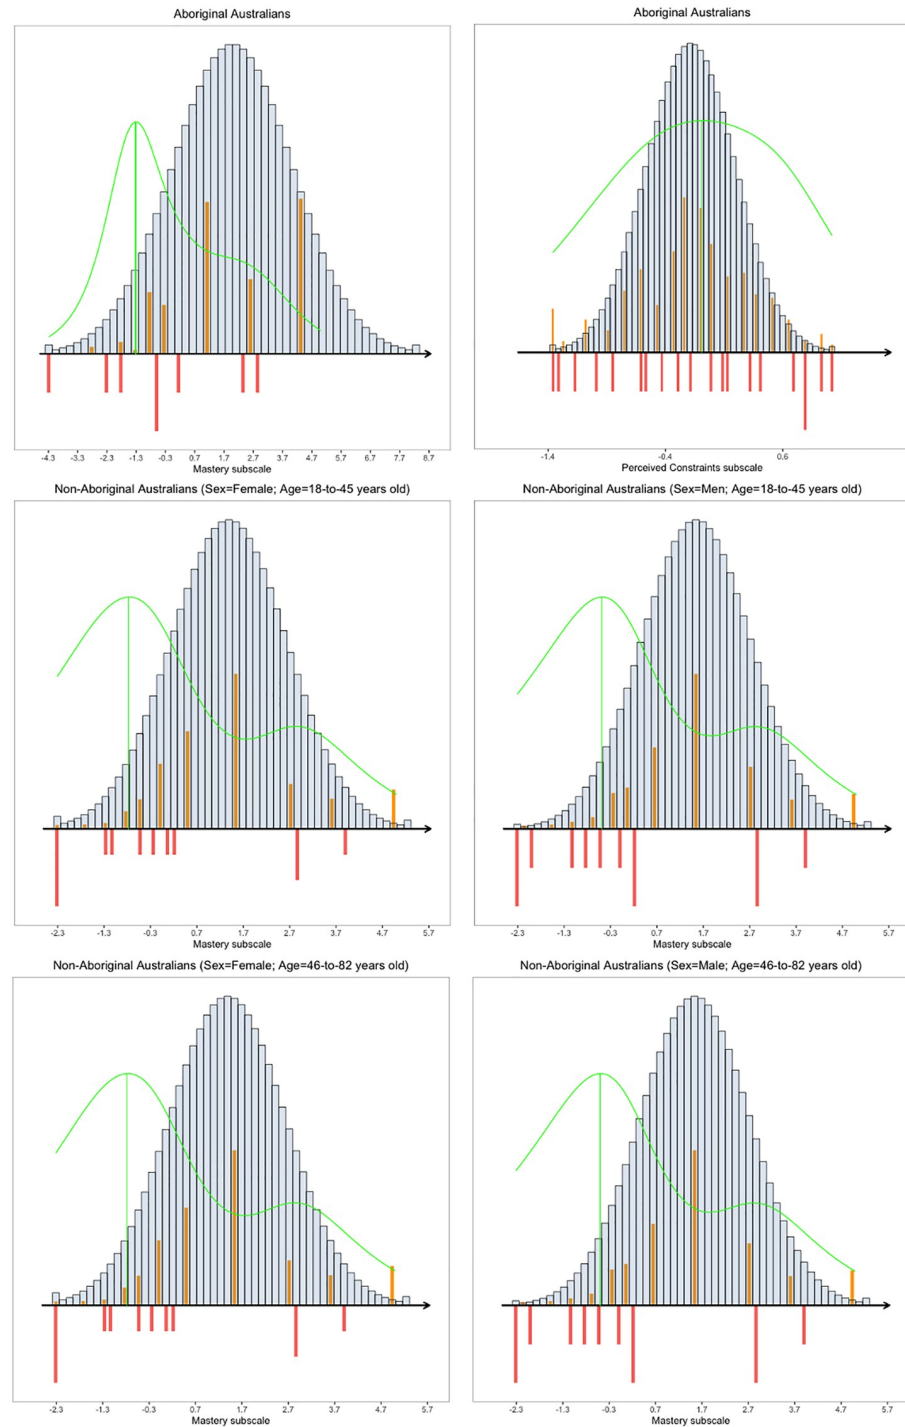 Aboriginal Australians
-4.3 -3.3 -2.3 -1.3 -0.3 0.7 1.7 2.7 3.7 4.7 5.7 6.7 7.7 8.7
Mastery subscale
Aboriginal Australians
-1.4 -0.4 0.6
Perceived Constraints subscale
Non-Aboriginal Australians (Sex=Female; Age=18-to-45 years old)
-2.3 -1.3 -0.3 0.7 1.7 2.7 3.7 4.7 5.7
Mastery subscale
Non-Aboriginal Australians (Sex=Men; Age=18-to-45 years old)
-2.3 -1.3 -0.3 0.7 1.7 2.7 3.7 4.7 5.7
Mastery subscale
Non-Aboriginal Australians (Sex=Female; Age=46-to-82 years old)
-2.3 -1.3 -0.3 0.7 1.7 2.7 3.7 4.7 5.7
Mastery subscale
Non-Aboriginal Australians (Sex=Male; Age=46-to-82 years old)
-2.3 -1.3 -0.3 0.7 1.7 2.7 3.7 4.7 5.7
Mastery subscale